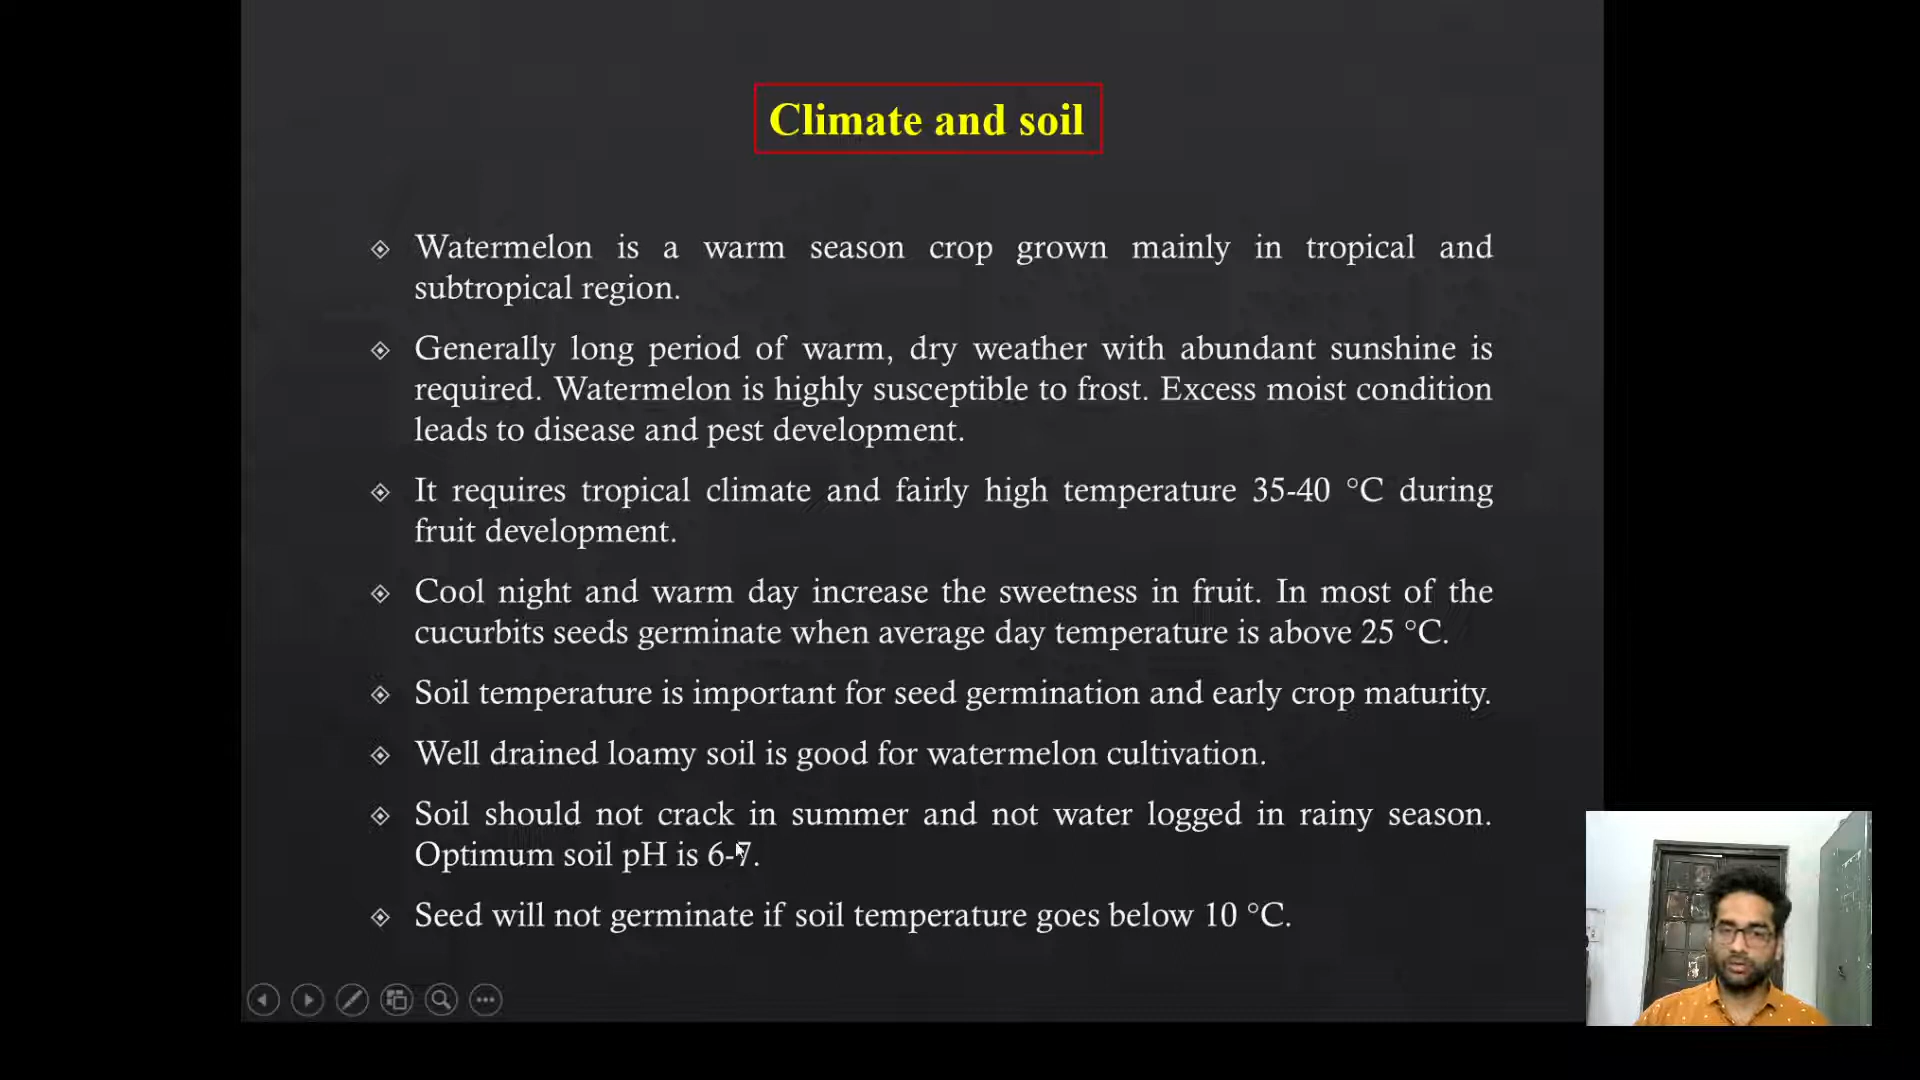 Climate and soil
Watermelon is a warm season crop grown mainly in tropical and
subtropical region.
Generally long period of warm, dry weather with abundant sunshine is
required. Watermelon is highly susceptible to frost. Excess moist condition
leads to disease and pest development.
It requires tropical climate and fairly high temperature 35-40 °C during
fruit development.
Cool night and warm day increase the sweetness in fruit. In most of the
cucurbits seeds germinate when average day temperature is above 25 °C.
Soil temperature is important for seed germination and early crop maturity.
Well drained loamy soil is good for watermelon cultivation.
Soil should not crack in summer and not water logged in rainy season.
Optimum soil pH is 6-7.
Seed will not germinate if soil temperature goes below 10 °C.